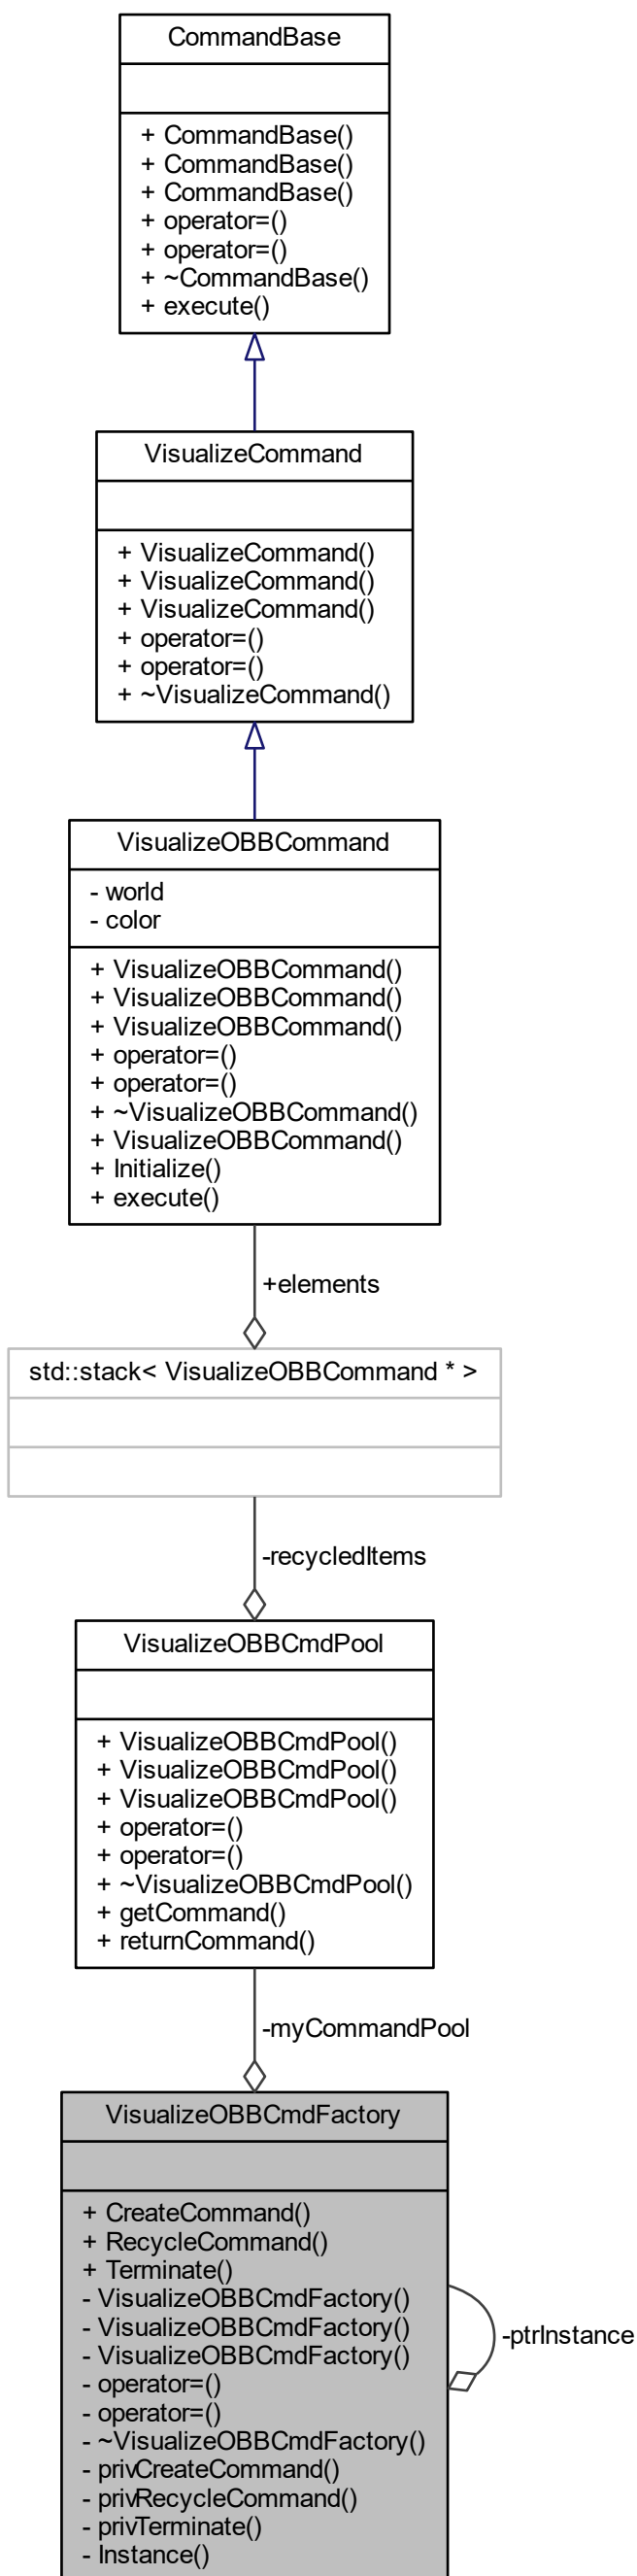 CommandBase
+ CommandBase()
+ CommandBase()
+ CommandBase()
+ operator=()
+ operator=()
+ ~CommandBase()
+ execute()
VisualizeCommand
+ VisualizeCommand()
+ VisualizeCommand()
+ VisualizeCommand()
+ operator=()
+ operator=()
+ ~VisualizeCommand()
VisualizeOBBCommand
- world
- color
+ VisualizeOBBCommand()
+ VisualizeOBBCommand()
+ VisualizeOBBCommand()
+ operator=()
+ operator=()
+ ~VisualizeOBBCommand()
+ VisualizeOBBCommand()
+ Initialize()
+ execute()
+elements
std::stack< VisualizeOBBCommand * >
-recycledItems
VisualizeOBBCmdPool
+ VisualizeOBBCmdPool()
+ VisualizeOBBCmdPool()
+ VisualizeOBBCmdPool()
+ operator=()
+ operator=()
+ ~VisualizeOBBCmdPool()
+ getCommand()
+ returnCommand()
-myCommandPool
VisualizeOBBCmdFactory
+ CreateCommand()
+ RecycleCommand()
+ Terminate()
- VisualizeOBBCmdFactory()
- VisualizeOBBCmdFactory()
- VisualizeOBBCmdFactory()
- operator=()
- operator=()
- ~VisualizeOBBCmdFactory()
- privCreateCommand()
- privRecycleCommand()
- privTerminate()
- Instance()
-ptrInstance